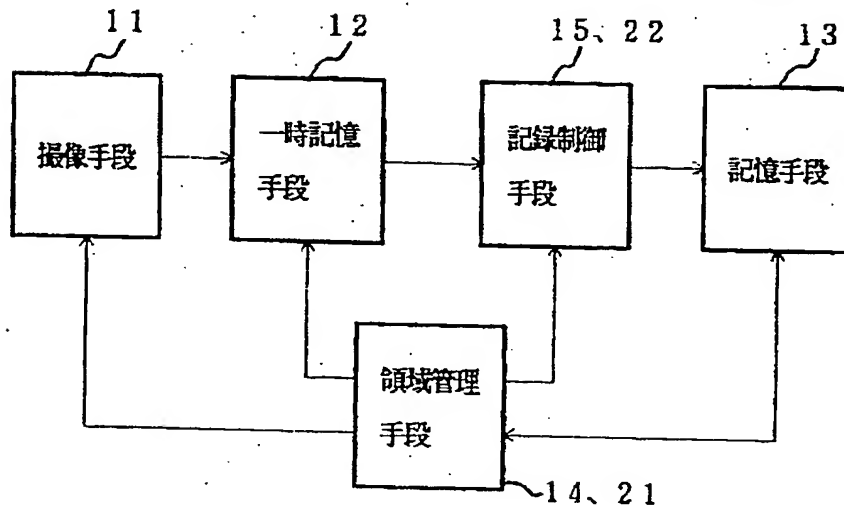 11
12
15、22
13
撮像手段
一時記憶
手段
記録制御
手段
記憶手段
領域管理
手段
14、21